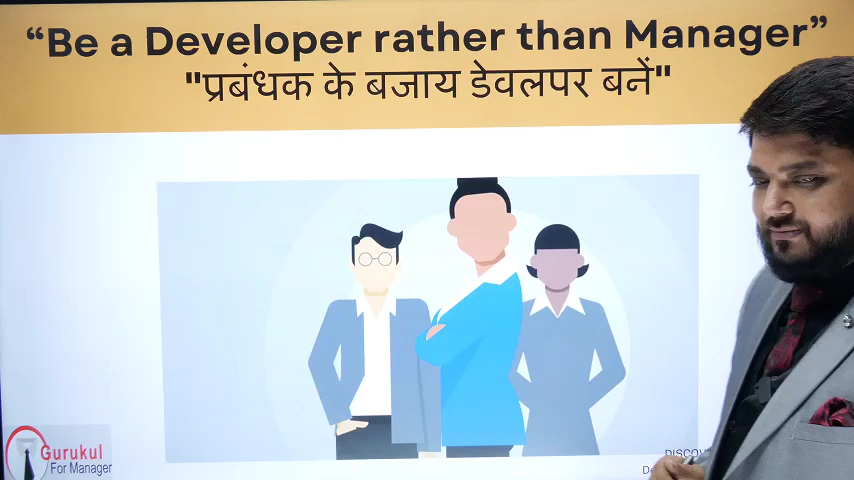 “Be a Developer rather than Manager”
"प्रबंधक के बजाय डेवलपर बनें"
Gurukul
For Manager